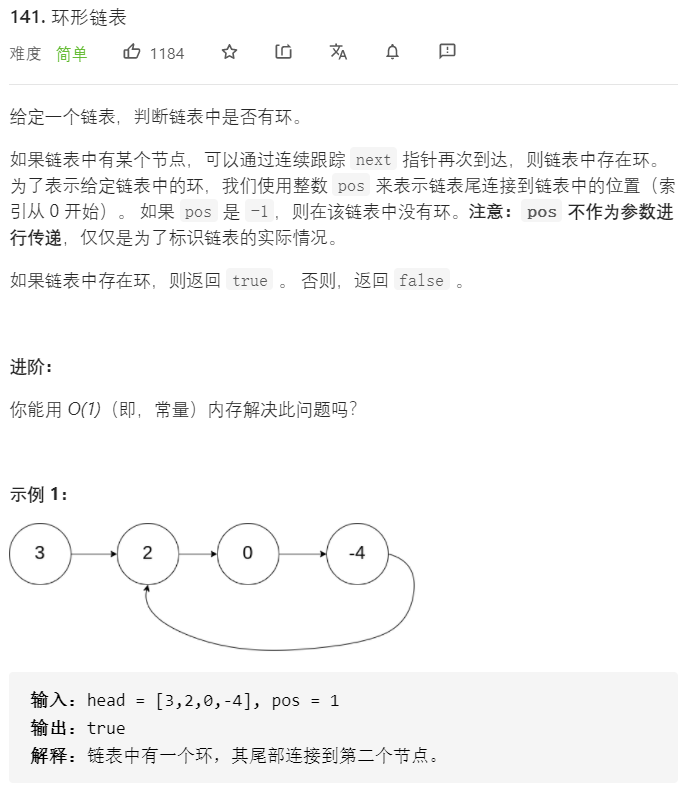 141. 环形链表
难度 简单 1184
给定一个链表，判断链表中是否有环。
如果链表中有某个节点，可以通过连续跟踪 next 指针再次到达，则链表中存在环。
为了表示给定链表中的环，我们使用整数 pos 来表示链表尾连接到链表中的位置（索
引从 0 开始）。 如果 pos 是 -1，则在该链表中没有环。注意：pos 不作为参数进
行传递，仅仅是为了标识链表的实际情况。
如果链表中存在环，则返回 true 。 否则，返回 false 。
进阶：
你能用 O(1)（即，常量）内存解决此问题吗？
示例 1：
3 2 0 -4
输入：head = [3,2,0,-4], pos = 1
输出：true
解释：链表中有一个环，其尾部连接到第二个节点。